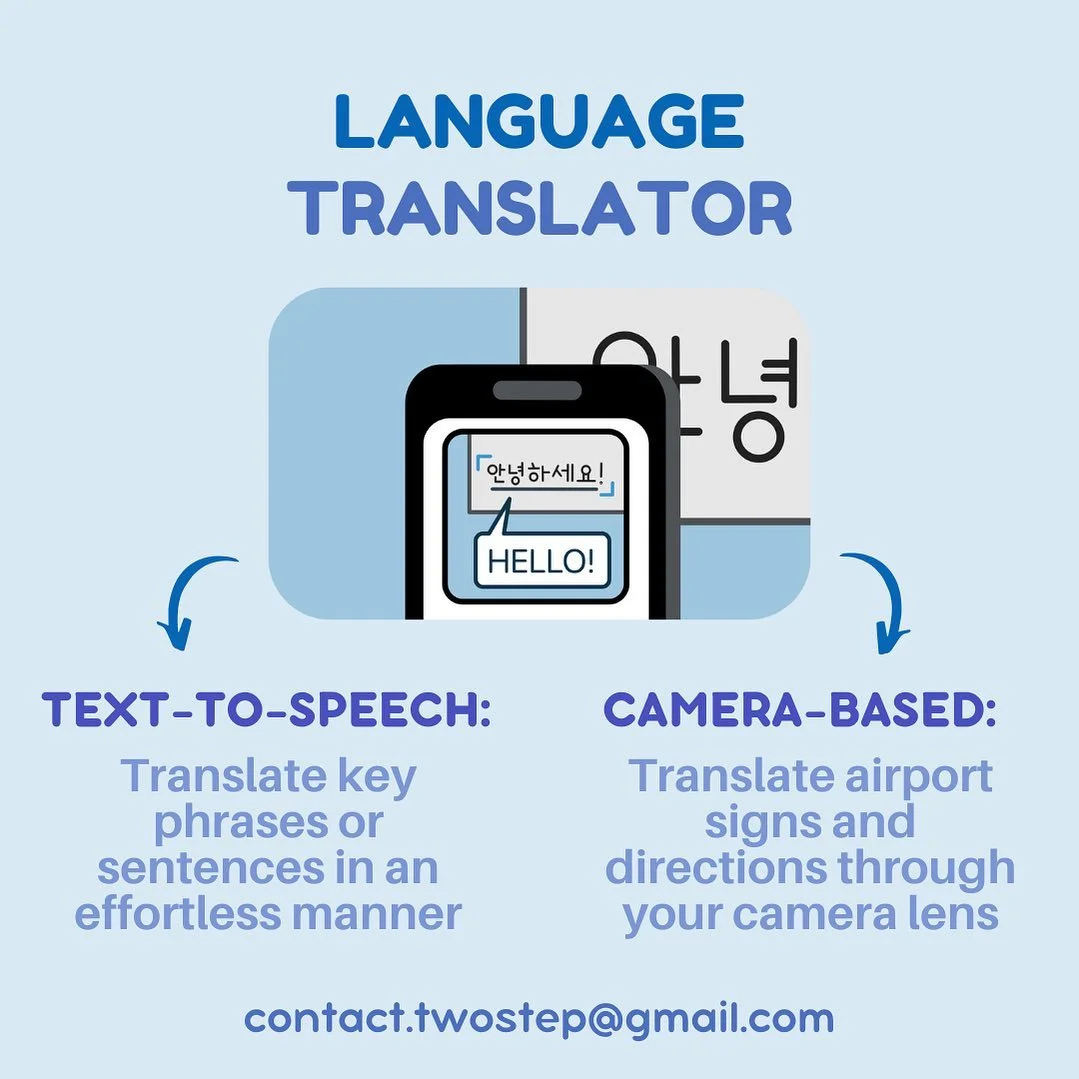 LANGUAGE
TRANSLATOR
안녕
안녕하세요!
HELLO!
TEXT-TO-SPEECH:
Translate key
phrases or
sentences in an
effortless manner
CAMERA-BASED:
Translate airport
signs and
directions through
your camera lens
contact.twostep@gmail.com